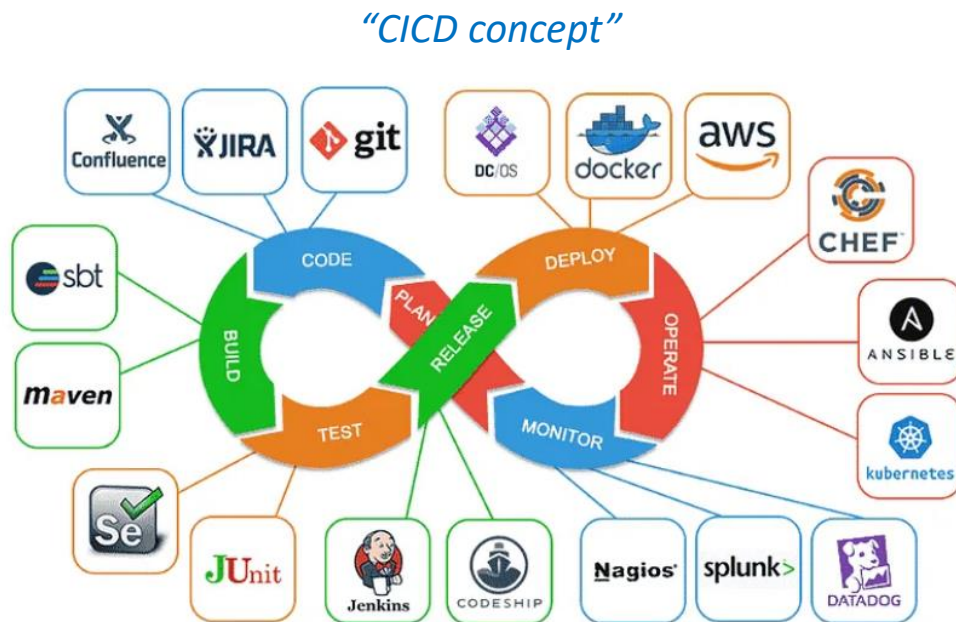 “CICD concept”
Confluence
JIRA
git
DC/OS
docker
aws
CHEF™
sbt
CODE
DEPLOY
PLAN
RELEASE
BUILD
OPERATE
ANSIBLE
maven
TEST
MONITOR
kubernetes
Se
JUnit
Jenkins
CODESHIP
Nagios®
splunk>
DATADOG